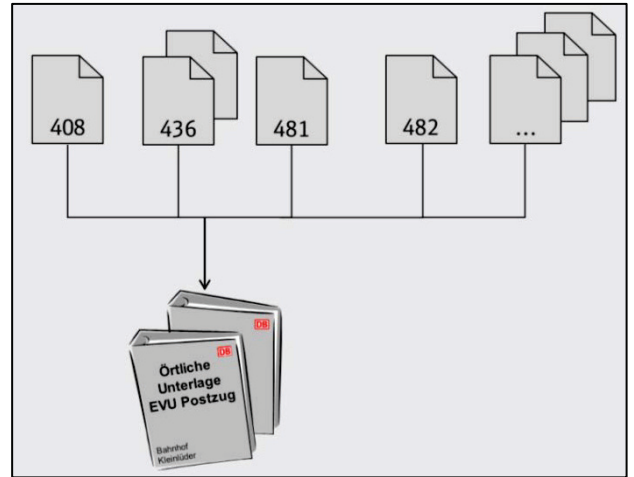 408
436
481
482
...
DB
DB
Örtliche
Unterlage
EVU Postzug
Bahnhof
Kleinlüder